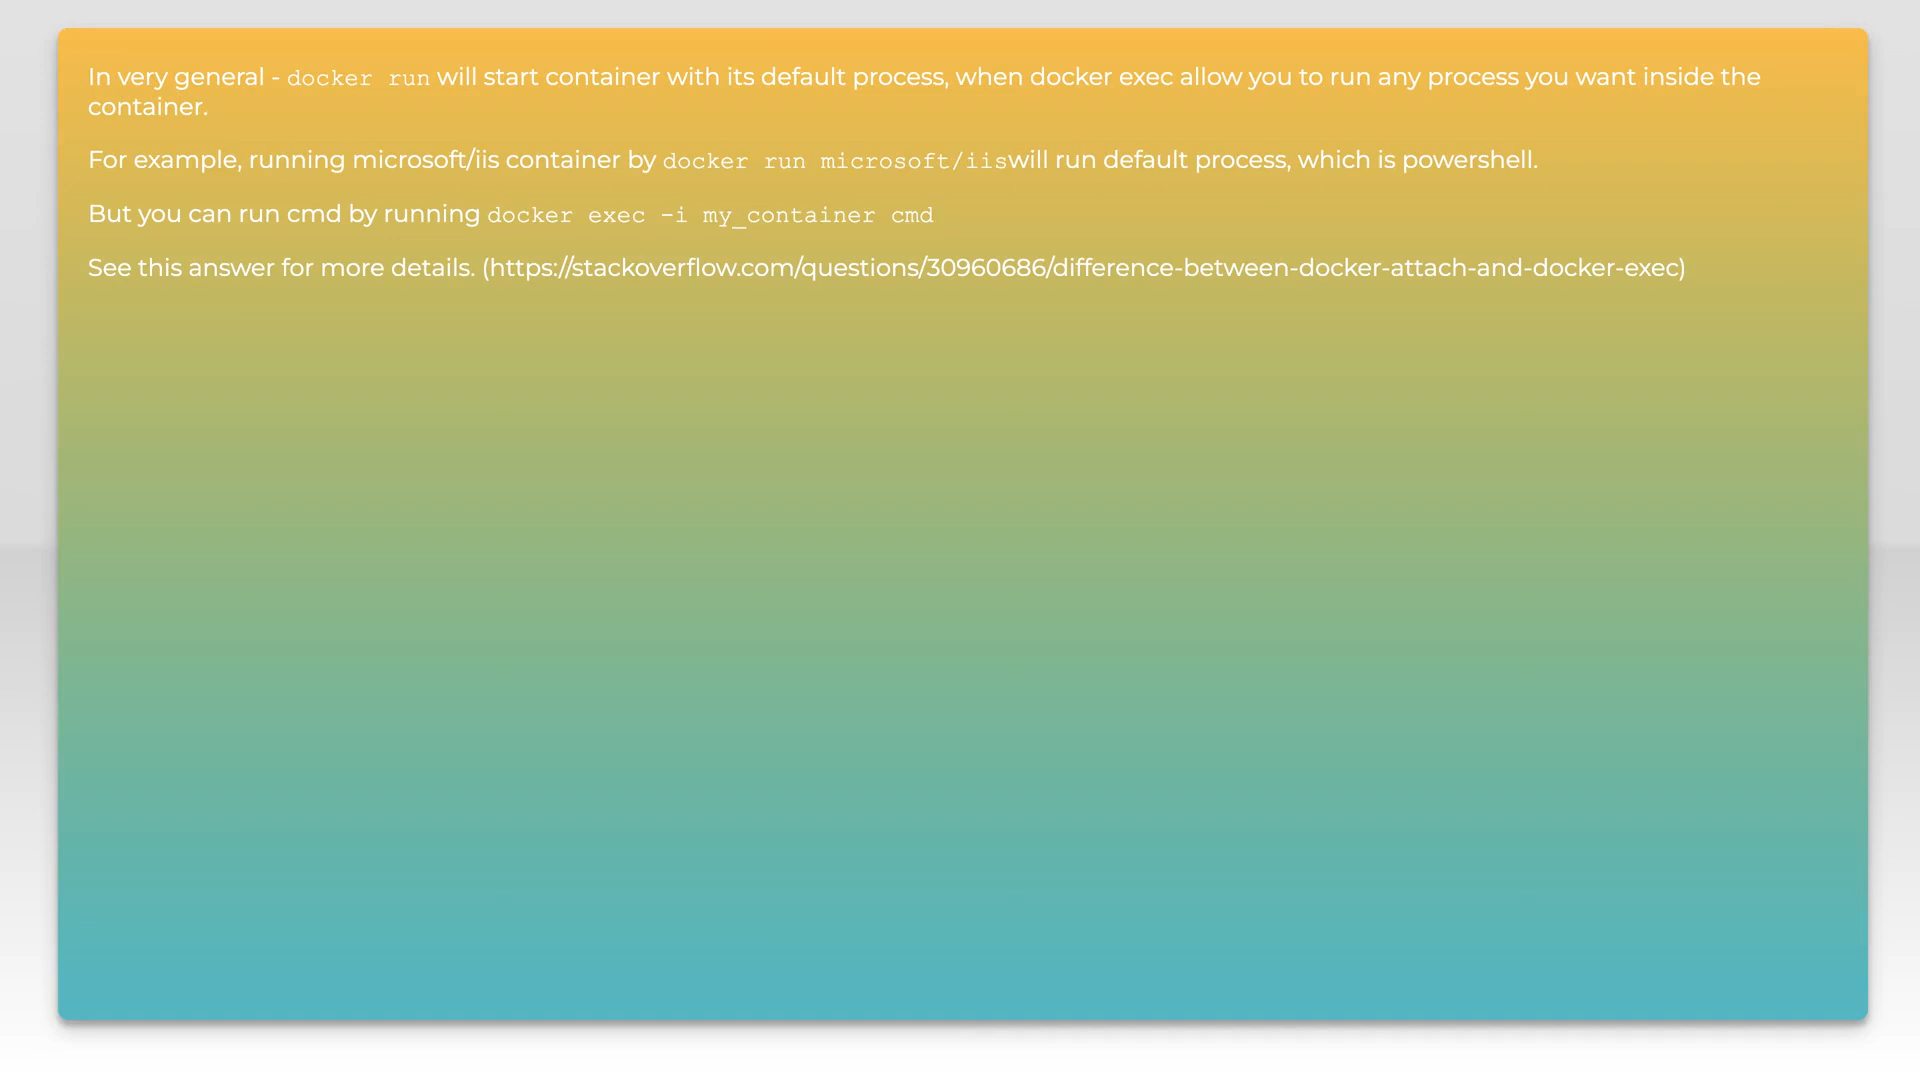 In very general - docker run will start container with its default process, when docker exec allow you to run any process you want inside the
container.
For example, running microsoft/iis container by docker run microsoft/iiswill run default process, which is powershell.
But you can run cmd by running docker exec -i my_container cmd
See this answer for more details. (https://stackoverflow.com/questions/30960686/difference-between-docker-attach-and-docker-exec)